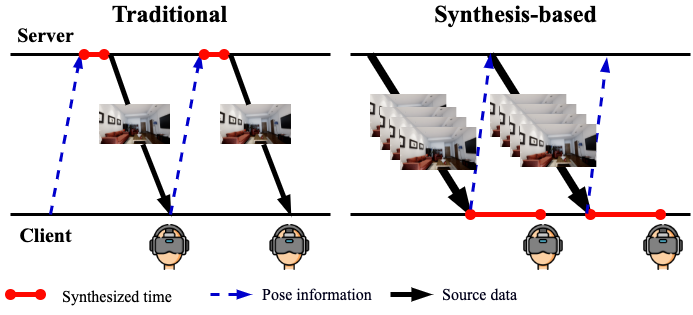 Traditional
Synthesis-based
Server
Client
Synthesized time
Pose information
Source data